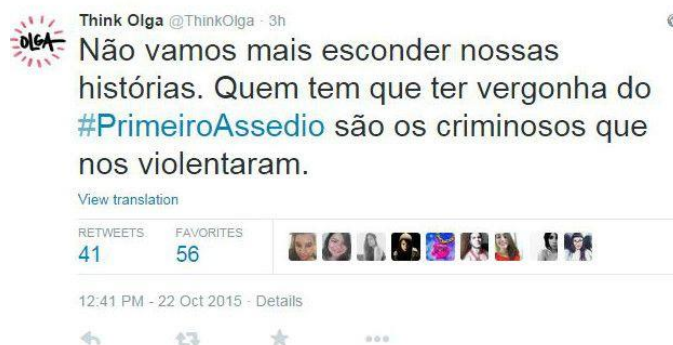 OLGA
Think Olga @ThinkOlga · 3h
Não vamos mais esconder nossas
histórias. Quem tem que ter vergonha do
#PrimeiroAssedio são os criminosos que
nos violentaram.
View translation
RETWEETS FAVORITES
41 56
12:41 PM - 22 Oct 2015 · Details